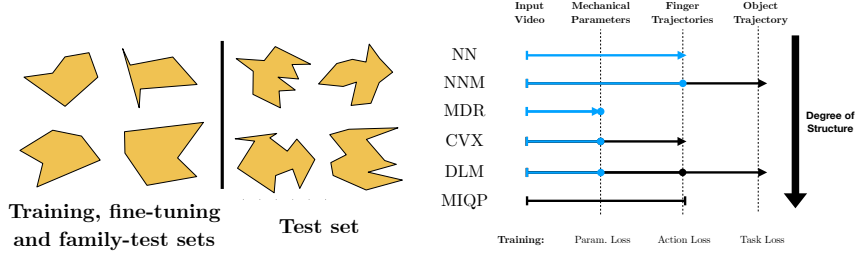 Training, fine-tuning
and family-test sets
Test set
Input
Video
Mechanical
Parameters
Finger
Trajectories
Object
Trajectory
NN
NNM
MDR
CVX
DLM
MIQP
Degree of
Structure
Training:
Param. Loss
Action Loss
Task Loss